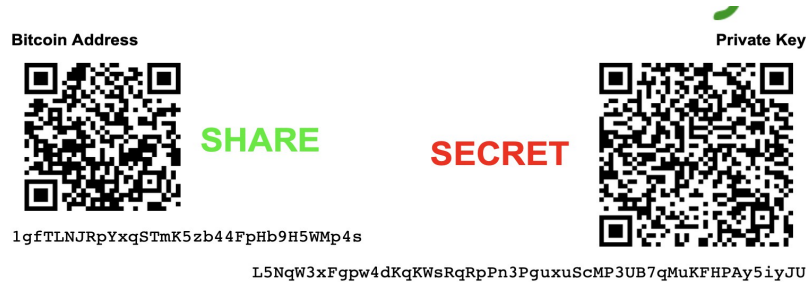 Bitcoin Address
Private Key
SHARE
SECRET
1gfTLNJRpYxqSTmK5zb44FpHb9H5WMp4s
L5NqW3xFgpw4dKqKWsRqRpPn3PguxuScMP3UB7qMuKFHPAy5iyJU